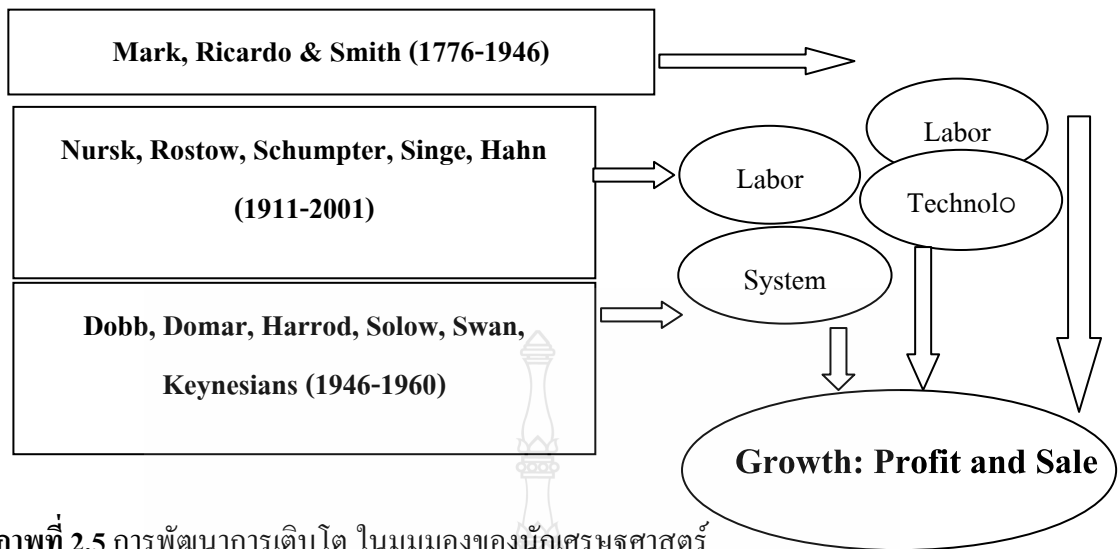 Mark, Ricardo & Smith (1776-1946)
Nursk, Rostow, Schumpter, Singe, Hahn
(1911-2001)
Dobb, Domar, Harrod, Solow, Swan,
Keynesians (1946-1960)
Labor
Technolo
Labor
System
Growth: Profit and Sale
ภาพที่ 2.5 การพัฒนาการเติบโต ในมุมมองของนักเศรษฐศาสตร์